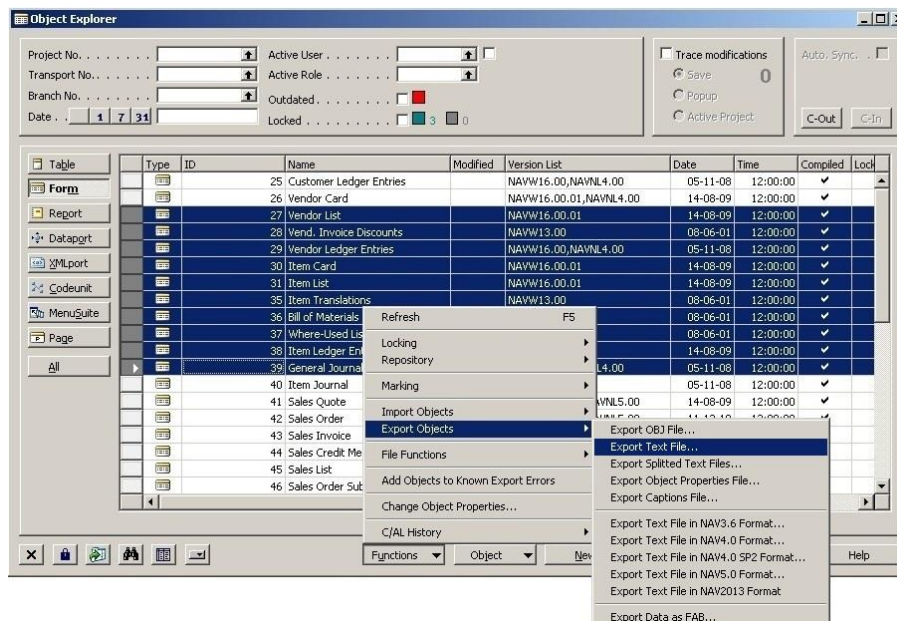 Object Explorer
Project No. . . . . . . . Active User . . . . . . . Trace modifications Auto. Sync. .
Transport No. . . . . . Active Role . . . . . . . Save 0
Branch No. . . . . . . . Outdated . . . . . . . . Popup
Date . . 1 7 31 Locked . . . . . . . . . 3 0 Active Project C-Out C-In
Type ID Name Modified Version List Date Time Compiled Lock
25 Customer Ledger Entries NAVW16.00,NAVNL4.00 05-11-08 12:00:00
26 Vendor Card NAVW16.00.01,NAVNL4.00 14-08-09 12:00:00
27 Vendor List NAVW16.00.01 14-08-09 12:00:00
28 Vend. Invoice Discounts NAVW13.00 08-06-01 12:00:00
29 Vendor Ledger Entries NAVW16.00,NAVNL4.00 05-11-08 12:00:00
30 Item Card NAVW16.00.01 14-08-09 12:00:00
31 Item List NAVW16.00.01 14-08-09 12:00:00
35 Item Translations NAVW13.00 08-06-01 12:00:00
36 Bill of Materials 08-06-01 12:00:00
37 Where-Used Lis 08-06-01 12:00:00
38 Item Ledger Ent 14-08-09 12:00:00
39 General Journal L4.00 05-11-08 12:00:00
40 Item Journal 05-11-08 12:00:00
41 Sales Quote VNL5.00 14-08-09 12:00:00
42 Sales Order
43 Sales Invoice
44 Sales Credit Me
45 Sales List
46 Sales Order Sub
Table
Form
Report
Dataport
XMLport
Codeunit
MenuSuite
Page
All
Refresh F5
Locking
Repository
Marking
Import Objects
Export Objects
File Functions
Add Objects to Known Export Errors
Change Object Properties...
C/AL History
Export OBJ File...
Export Text File...
Export Splitted Text Files...
Export Object Properties File...
Export Captions File...
Export Text File in NAV3.6 Format...
Export Text File in NAV4.0 Format...
Export Text File in NAV4.0 SP2 Format...
Export Text File in NAV5.0 Format...
Export Text File in NAV2013 Format
Export Data as FAB...
Functions Object New Help